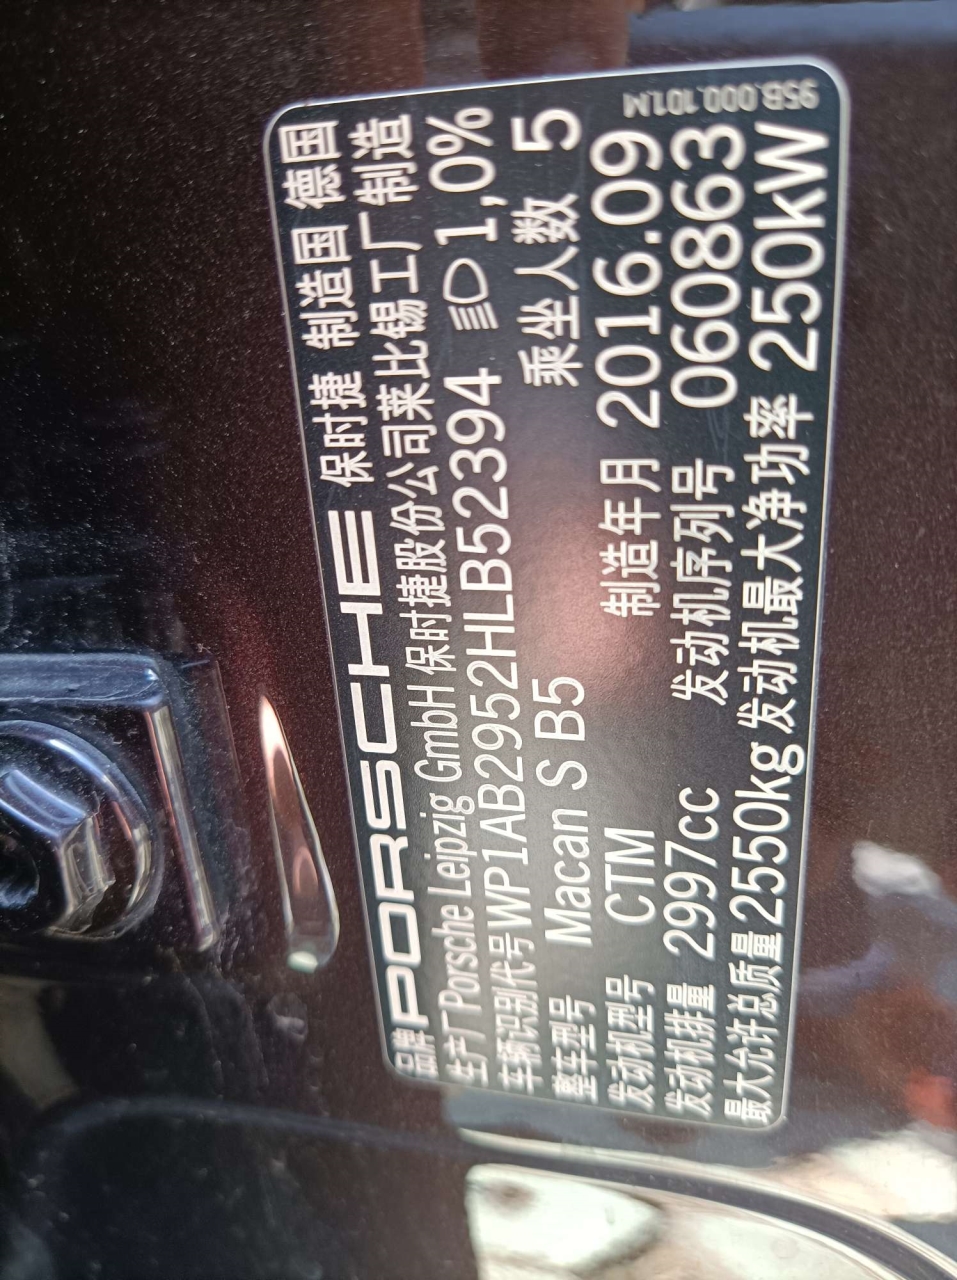 品牌 PORSCHE 保时捷 制造国 德国
生产厂 Porsche Leipzig GmbH 保时捷股份公司莱比锡工厂制造
车辆识别代号 WP1AB2952HLB52394 1,0%
整车型号 Macan S B5 乘坐人数 5
发动机型号 CTM 制造年月 2016.09
发动机排量 2997cc 发动机序列号 060863
最大允许总质量 2550kg 发动机最大净功率 250kW
95B.000.101.M